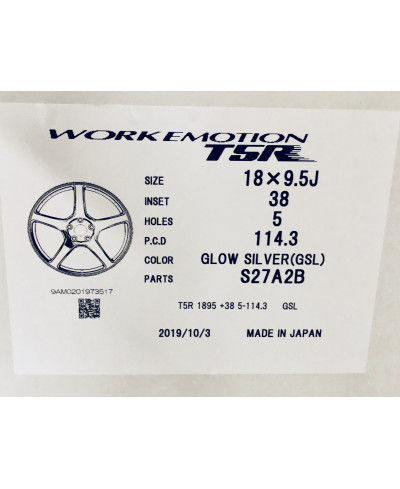 WORK EMOTION
T5R
SIZE 18×9.5J
INSET 38
HOLES 5
P.C.D 114.3
COLOR GLOW SILVER(GSL)
PARTS S27A2B
9AM0201973517
T5R 1895 +38 5-114.3 GSL
2019/10/3 MADE IN JAPAN